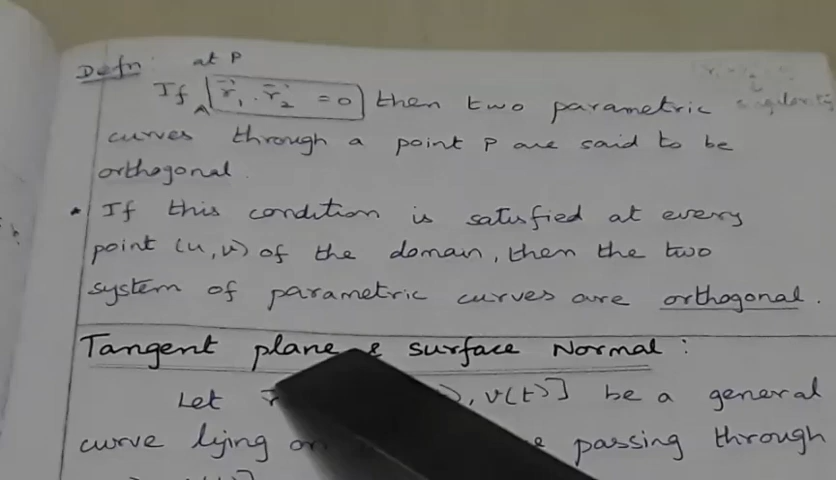 Defn: at P
If r̄₁ . r̄₂ = 0 then two parametric
curves through a point P are said to be
orthogonal.
* If this condition is satisfied at every
point (u, v) of the domain, then the two
system of parametric curves are orthogonal.
Tangent plane & surface Normal:
Let , v(t)] be a general
curve lying on passing through